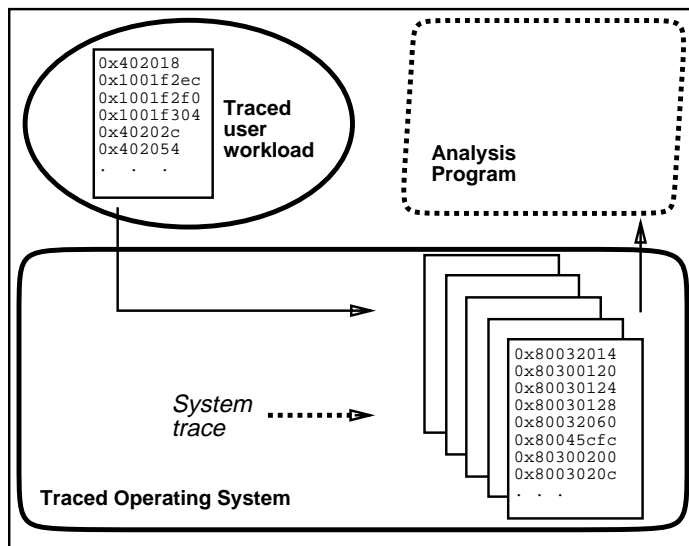 0x402018
0x1001f2ec
0x1001f2f0
0x1001f304
0x40202c
0x402054
. . .
Traced
user
workload
Analysis
Program
System
trace
0x80032014
0x80300120
0x80030124
0x80030128
0x80032060
0x80045cfc
0x80300200
0x8003020c
. . .
Traced Operating System